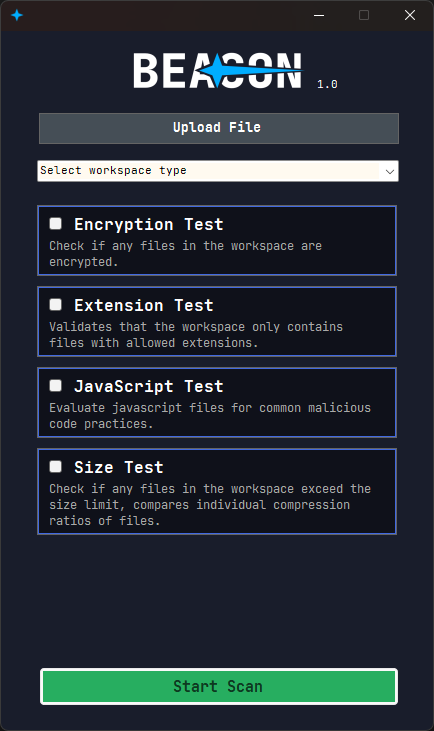 BEACON 1.0
Upload File
Select workspace type
Encryption Test
Check if any files in the workspace are
encrypted.
Extension Test
Validates that the workspace only contains
files with allowed extensions.
JavaScript Test
Evaluate javascript files for common malicious
code practices.
Size Test
Check if any files in the workspace exceed the
size limit, compares individual compression
ratios of files.
Start Scan